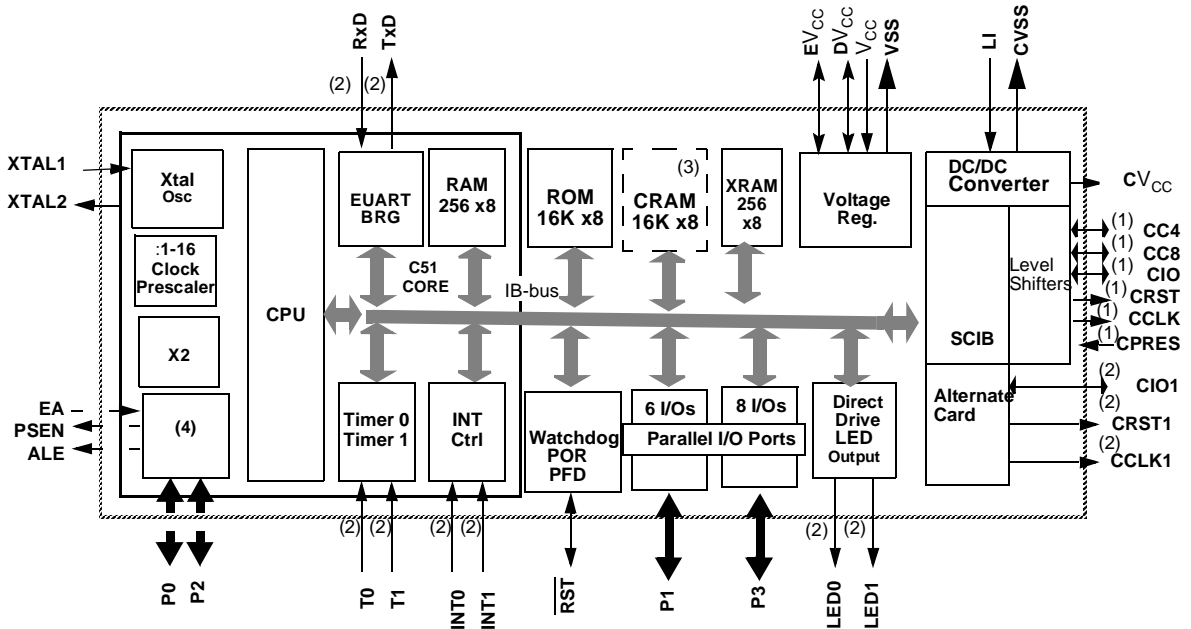 RxD
TxD
(2)
(2)
EVCC
DVCC
VCC
VSS
LI
CVSS
XTAL1
XTAL2
Xtal
Osc
:1-16
Clock
Prescaler
X2
(4)
EA
PSEN
ALE
CPU
EUART
BRG
RAM
256 x8
C51
CORE
IB-bus
ROM
16K x8
(3)
CRAM
16K x8
XRAM
256
x8
Voltage
Reg.
DC/DC
Converter
Level
Shifters
SCIB
Alternate
Card
CVCC
(1)
CC4
(1)
CC8
(1)
CIO
(1)
CRST
(1)
CCLK
(1)
CPRES
CIO1
(2)
CRST1
(2)
CCLK1
Timer 0
Timer 1
INT
Ctrl
Watchdog
POR
PFD
6 I/Os
8 I/Os
Parallel I/O Ports
Direct
Drive
LED
Output
(2)
(2)
(2)
(2)
(2)
(2)
P0
P2
T0
T1
INT0
INT1
RST
P1
P3
LED0
LED1